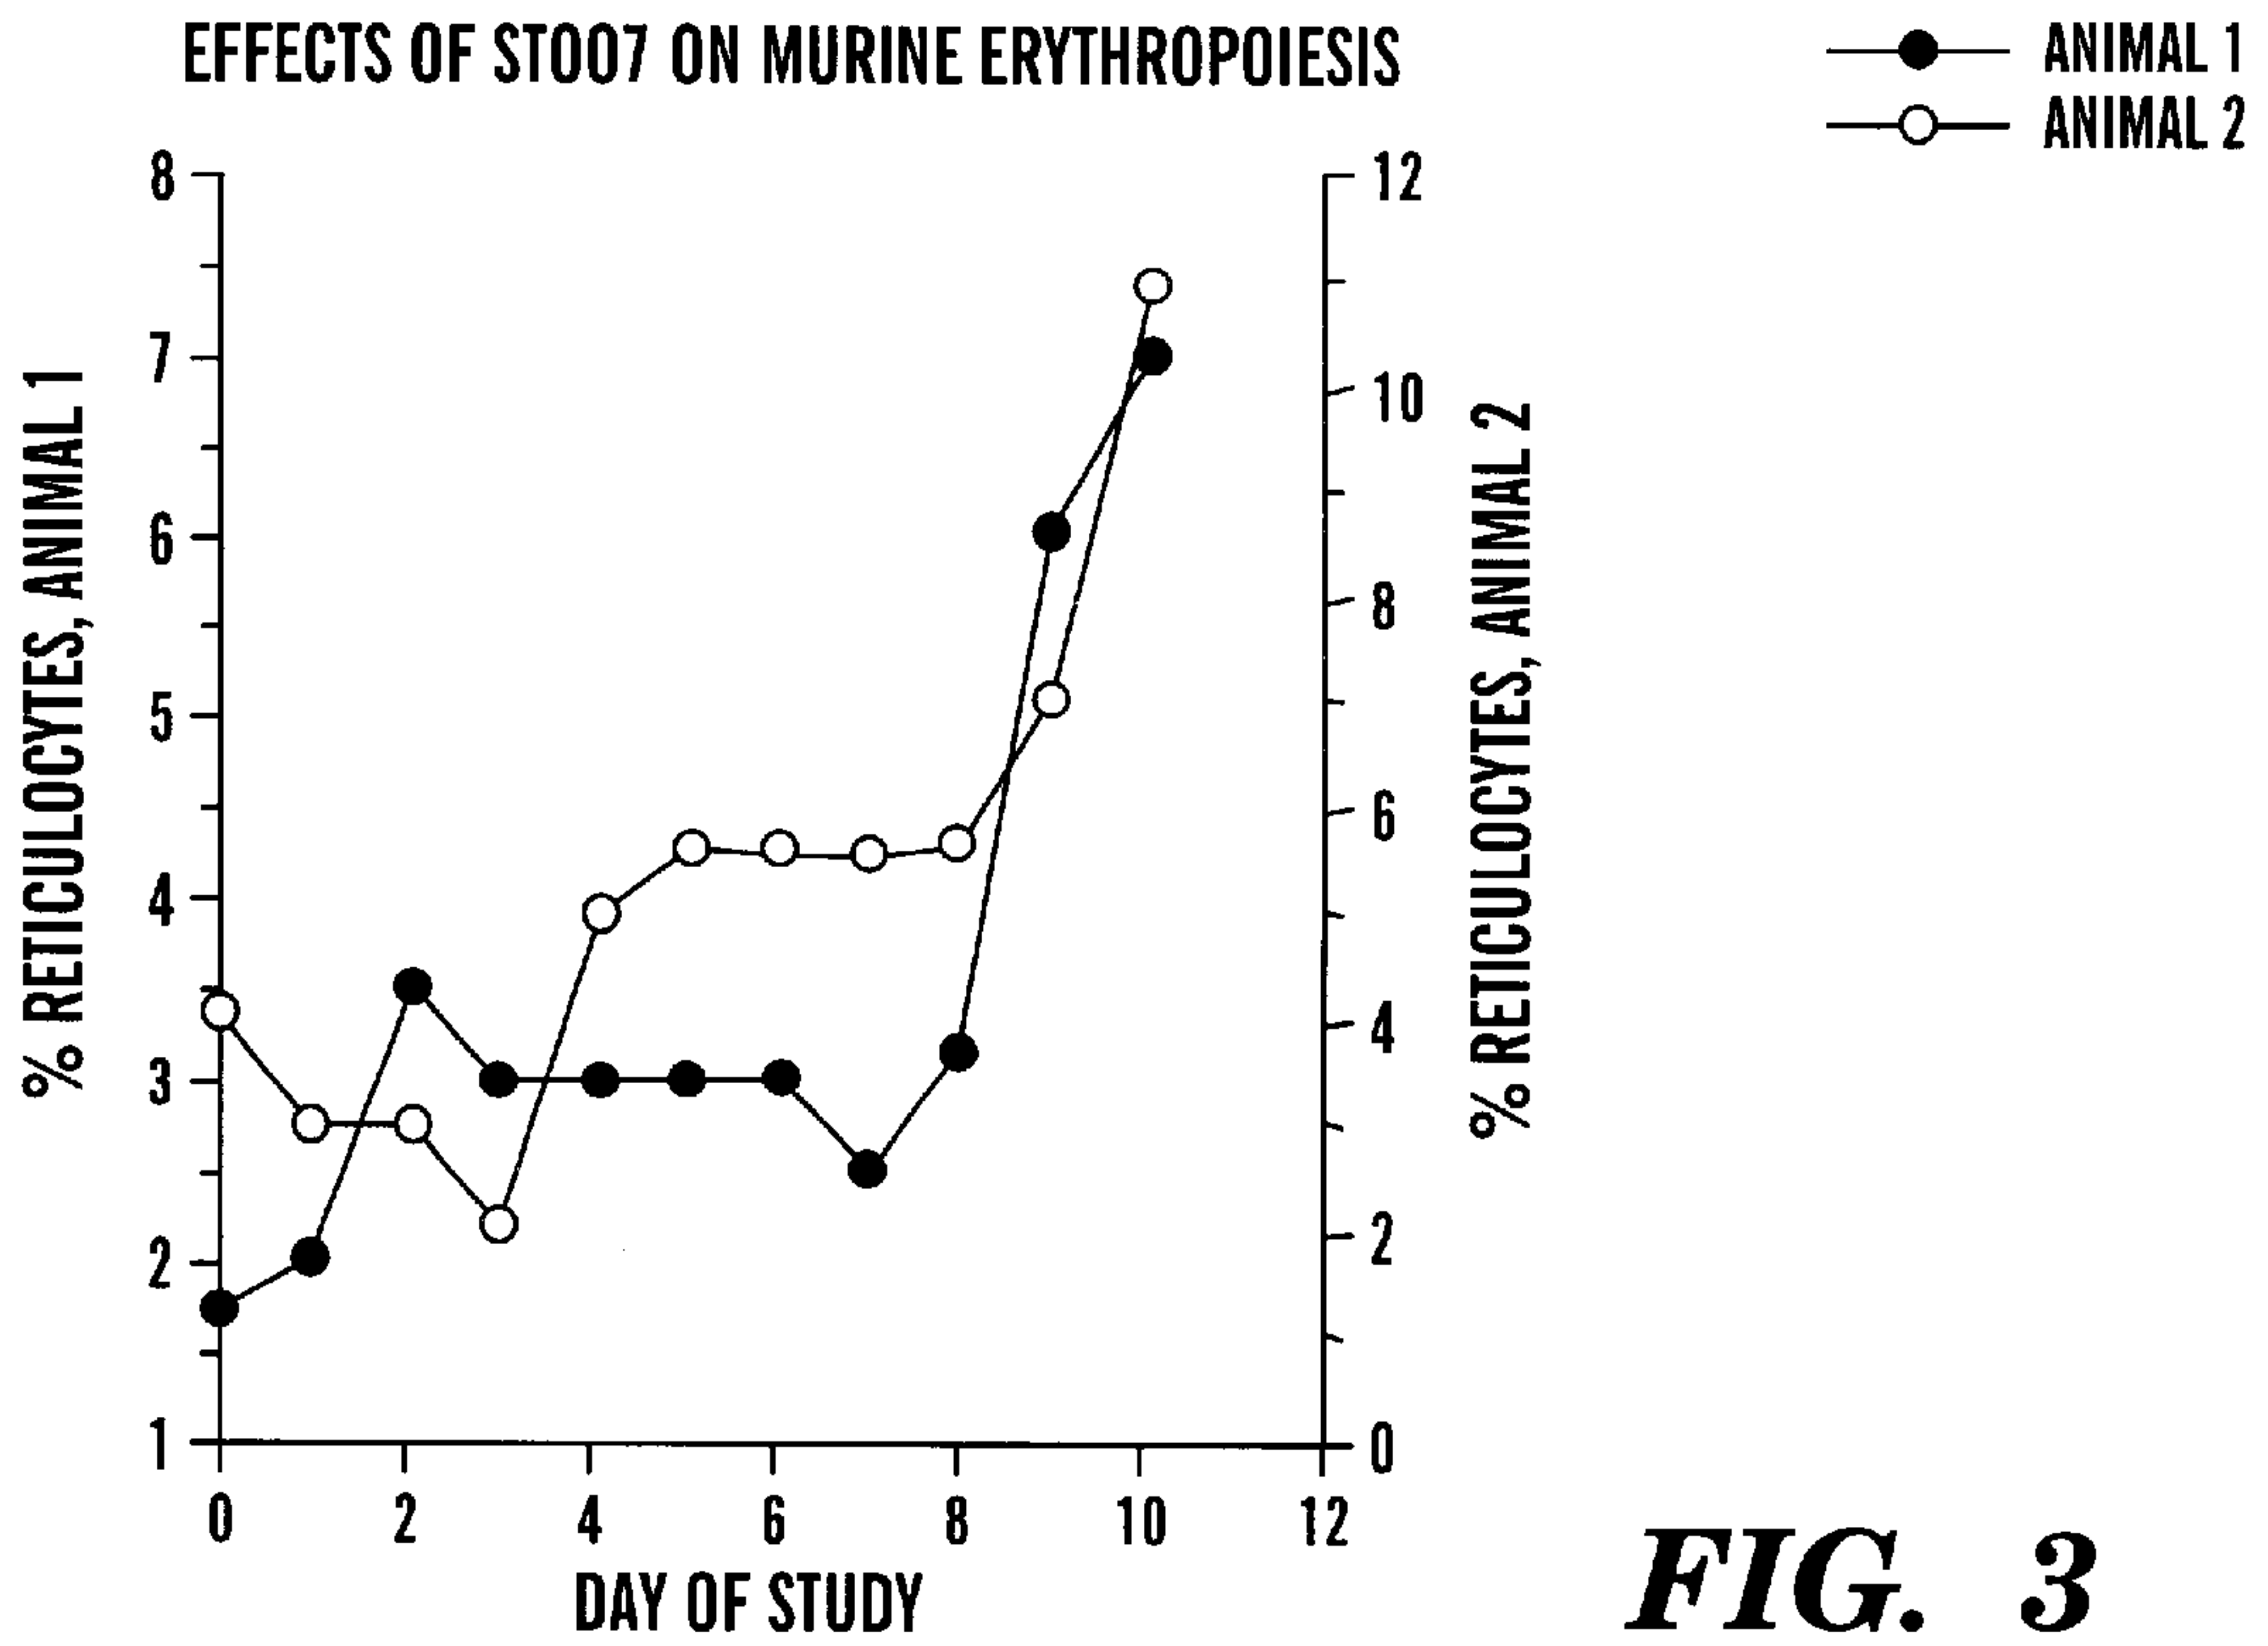 EFFECTS OF ST007 ON MURINE ERYTHROPOIESIS
ANIMAL 1
ANIMAL 2
% RETICULOCYTES, ANIMAL 1
8
7
6
5
4
3
2
1
12
10
8
6
4
2
0
% RETICULOCYTES, ANIMAL 2
0 2 4 6 8 10 12
DAY OF STUDY
FIG. 3